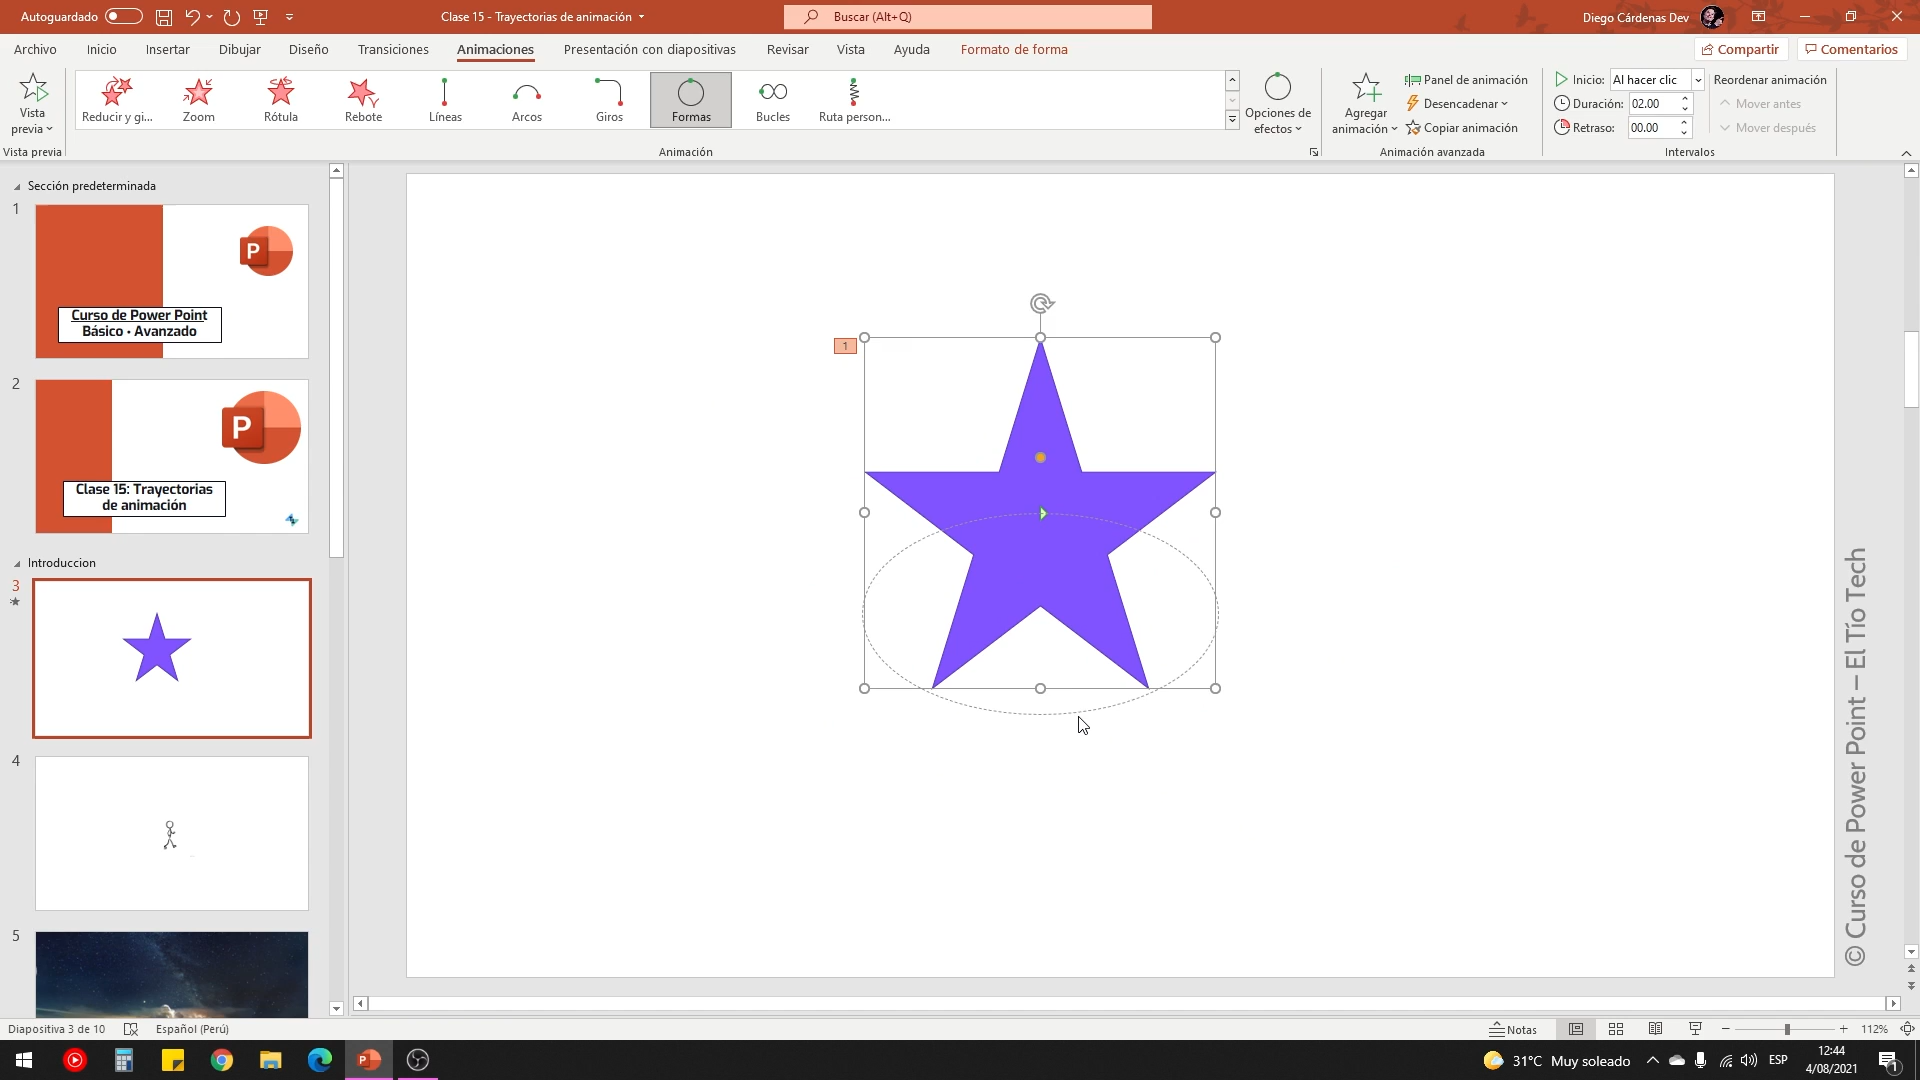 Autoguardado
Clase 15 - Trayectorias de animación
Buscar (Alt+Q)
Diego Cárdenas Dev
Archivo Inicio Insertar Dibujar Diseño Transiciones Animaciones Presentación con diapositivas Revisar Vista Ayuda Formato de forma
Compartir
Comentarios
Vista
previa
Vista previa
Reducir y gi... Zoom Rótula Rebote Líneas Arcos Giros Formas Bucles Ruta person...
Animación
Opciones de
efectos
Agregar
animación
Panel de animación
Desencadenar
Copiar animación
Animación avanzada
Inicio: Al hacer clic
Duración: 02.00
Retraso: 00.00
Reordenar animación
Mover antes
Mover después
Intervalos
Sección predeterminada
1
P
Curso de Power Point
Básico • Avanzado
2
P
Clase 15: Trayectorias
de animación
Introduccion
3
4
5
1
© Curso de Power Point – El Tío Tech
Diapositiva 3 de 10
Español (Perú)
Notas
112%
P
31°C Muy soleado
ESP
12:44
4/08/2021
1